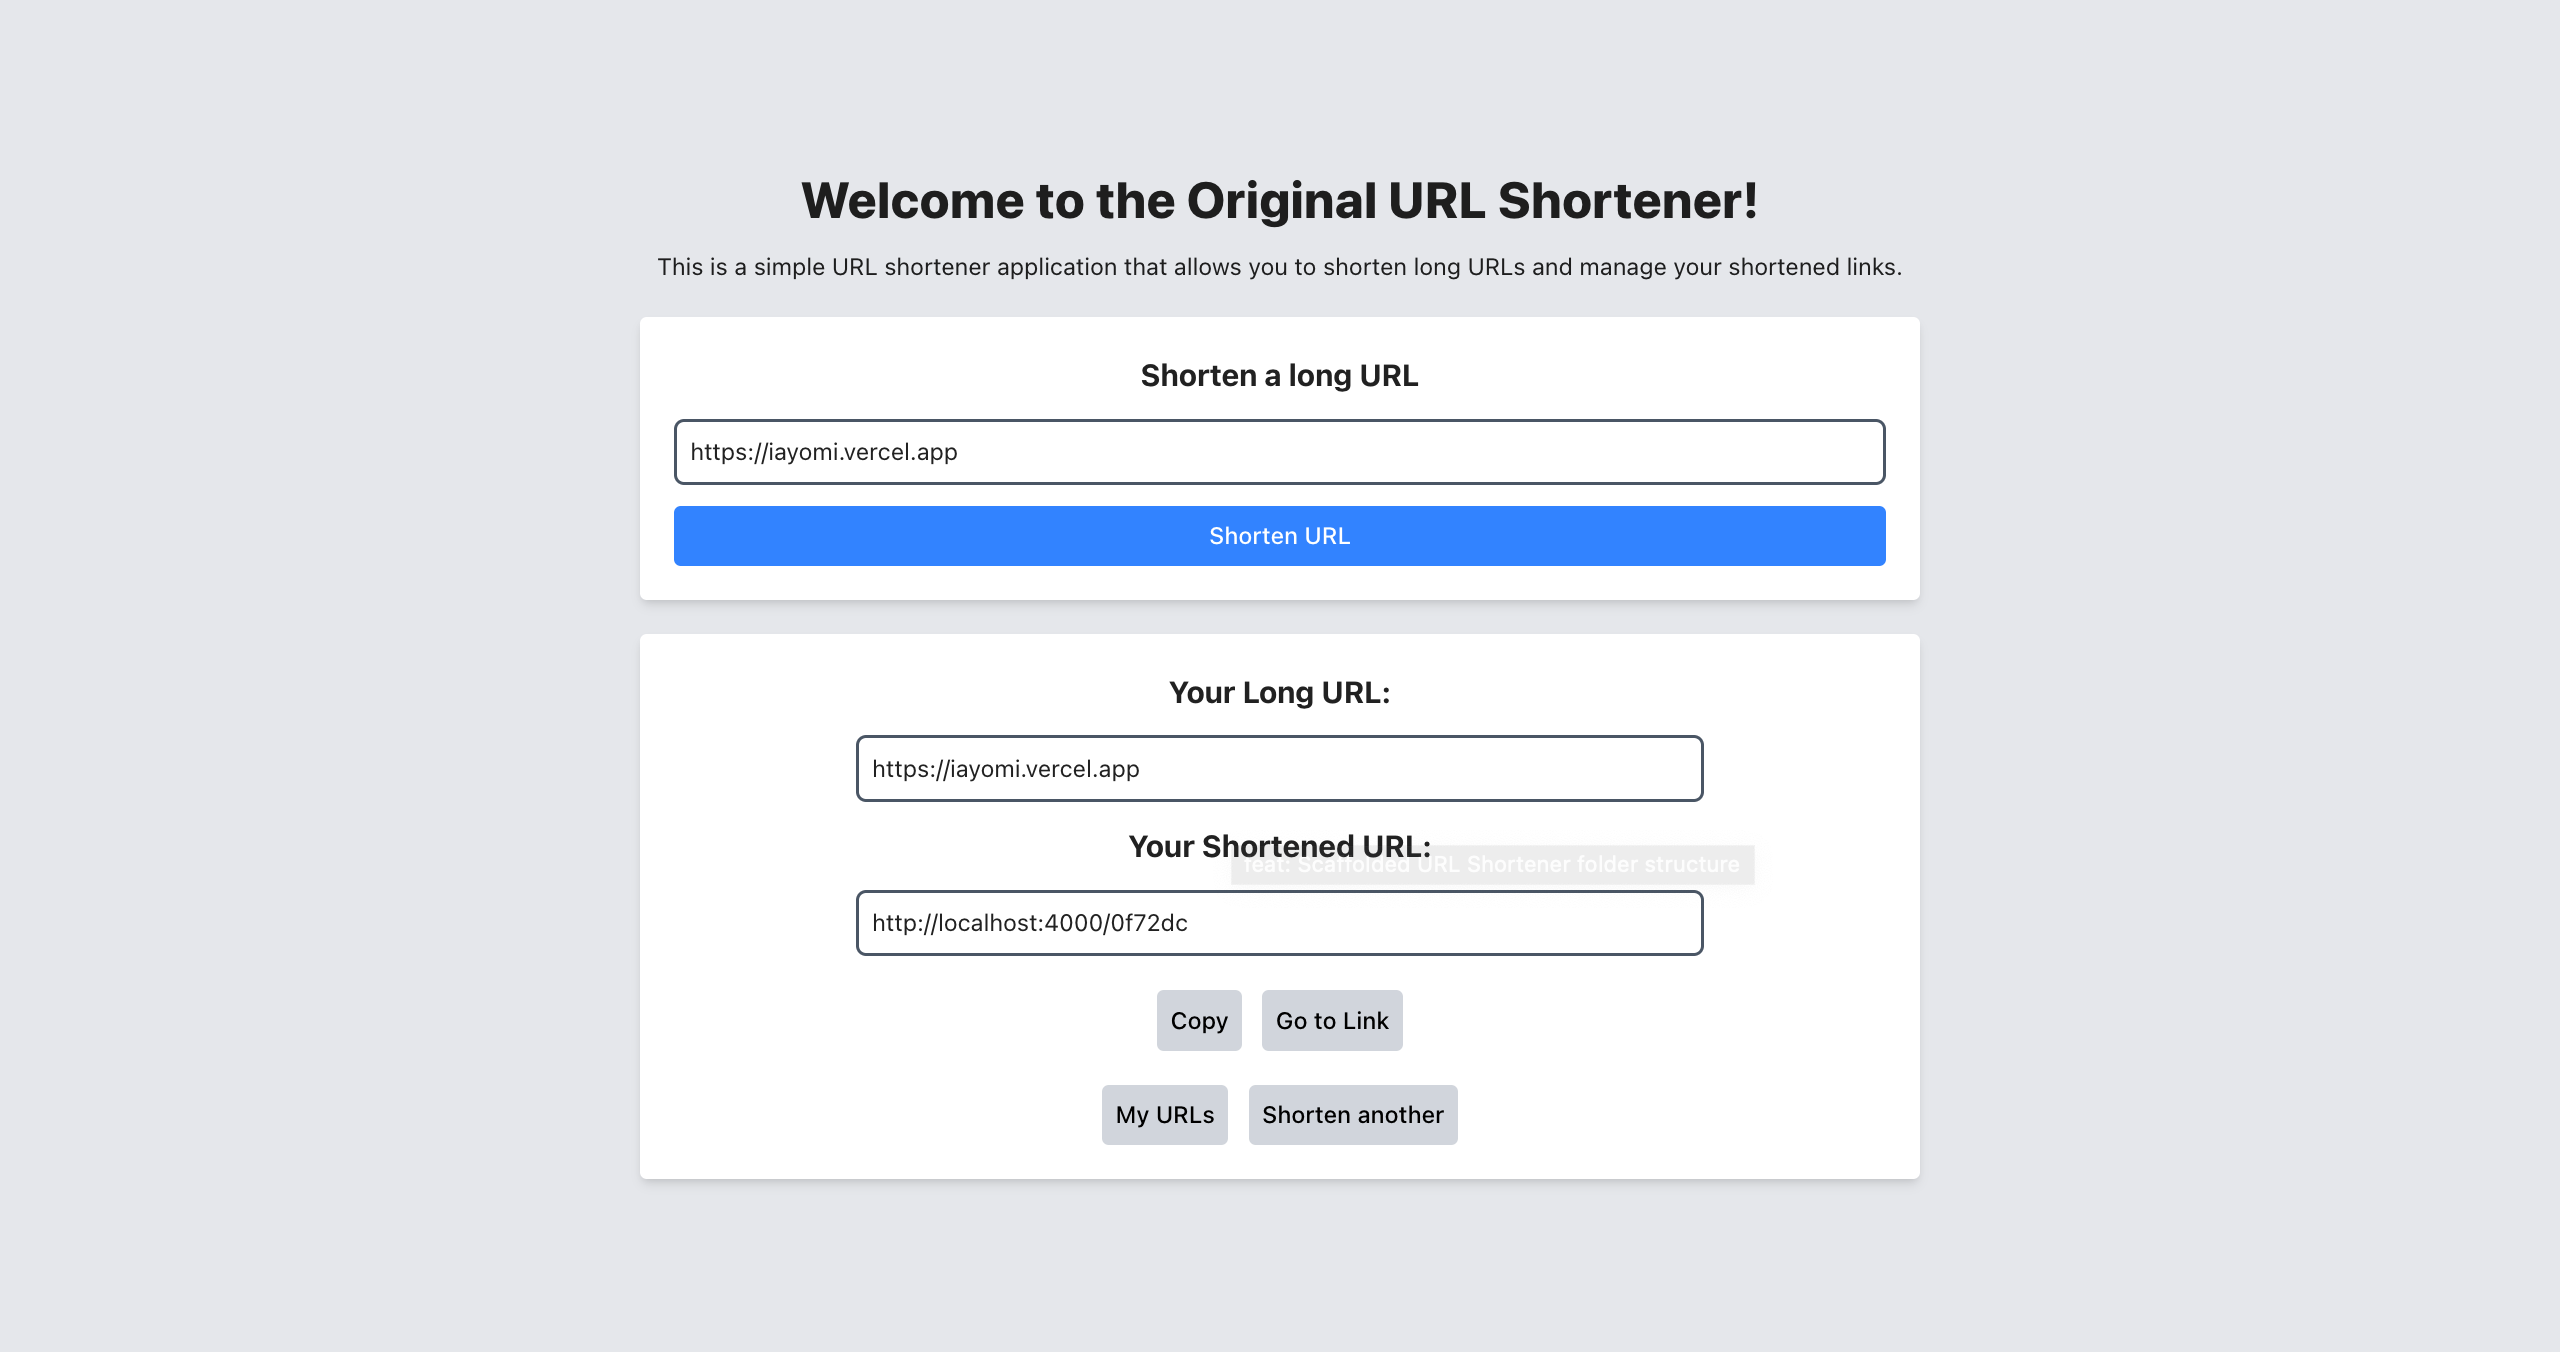 Welcome to the Original URL Shortener!
This is a simple URL shortener application that allows you to shorten long URLs and manage your shortened links.
Shorten a long URL
https://iayomi.vercel.app
Shorten URL
Your Long URL:
https://iayomi.vercel.app
Your Shortened URL:
feat: Scaffolded URL Shortener folder structure
http://localhost:4000/0f72dc
Copy Go to Link
My URLs Shorten another